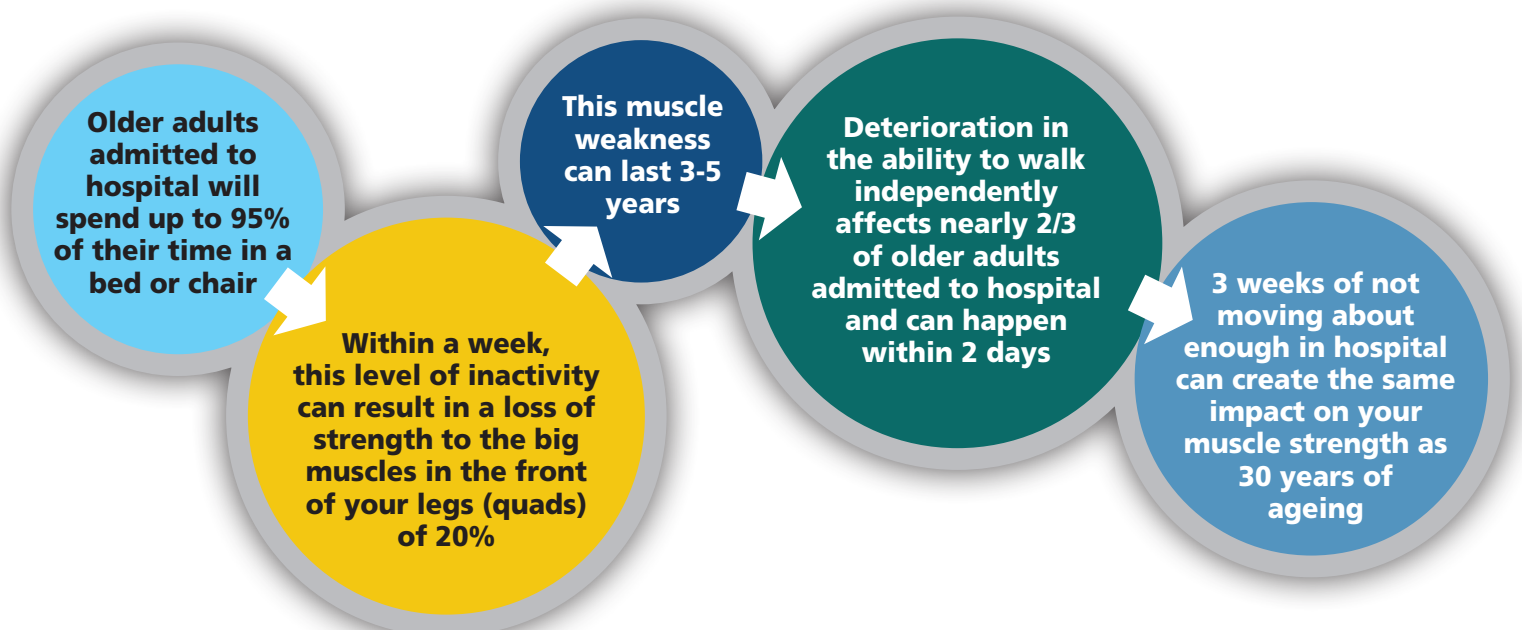 Older adults
admitted to
hospital will
spend up to 95%
of their time in a
bed or chair
Within a week,
this level of inactivity
can result in a loss of
strength to the big
muscles in the front
of your legs (quads)
of 20%
This muscle
weakness
can last 3-5
years
Deterioration in
the ability to walk
independently
affects nearly 2/3
of older adults
admitted to hospital
and can happen
within 2 days
3 weeks of not
moving about
enough in hospital
can create the same
impact on your
muscle strength as
30 years of
ageing